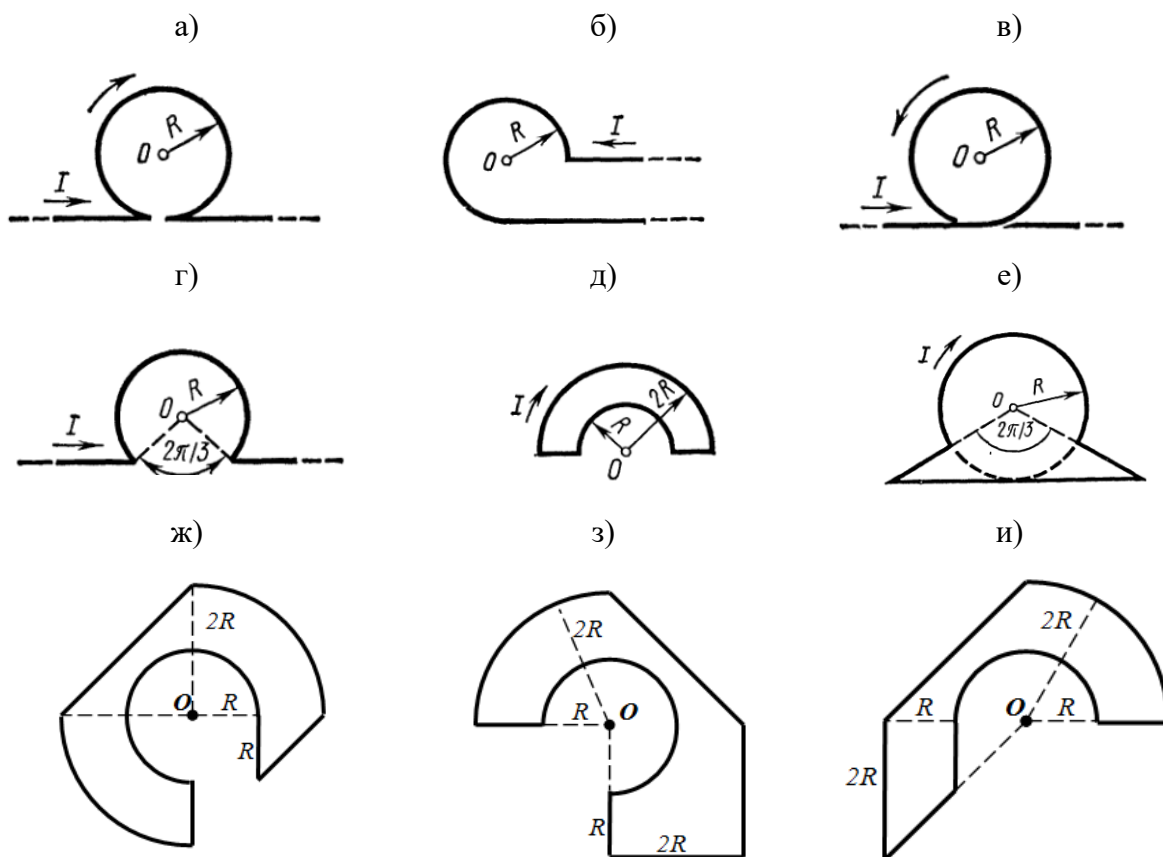 а) б) в)
R O I
I R O
R O I
г) д) е)
R O I 2π/3
I 2R R O
I R O 2π/3
ж) з) и)
2R O R R
2R R O R 2R
2R R O R 2R